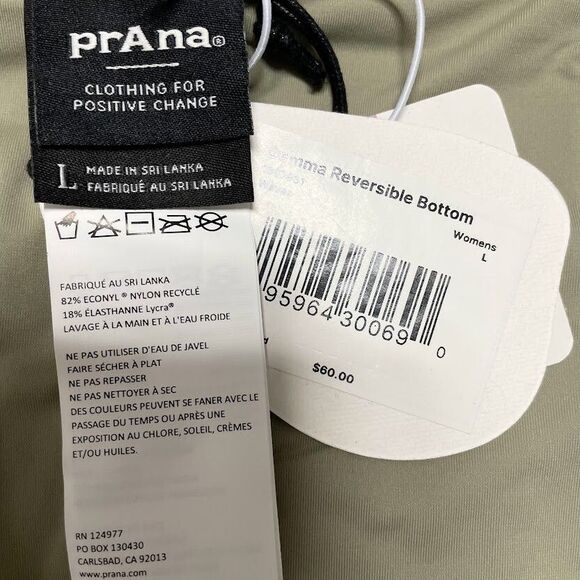 prAna®
CLOTHING FOR
POSITIVE CHANGE
L
MADE IN SRI LANKA
FABRIQUÉ AU SRI LANKA
FABRIQUÉ AU SRI LANKA
82% ECONYL® NYLON RECYCLÉ
18% ÉLASTHANNE Lycra®
LAVAGE À LA MAIN ET À L'EAU FROIDE
NE PAS UTILISER D'EAU DE JAVEL
FAIRE SÉCHER À PLAT
NE PAS REPASSER
NE PAS NETTOYER À SEC
DES COULEURS PEUVENT SE FANER AVEC LE
PASSAGE DU TEMPS OU APRÈS UNE
EXPOSITION AU CHLORE, SOLEIL, CRÈMES
ET/OU HUILES.
RN 124977
PO BOX 130430
CARLSBAD, CA 92013
www.prana.com
Reversible Bottom
Womens
L
95964 30069 0
$60.00